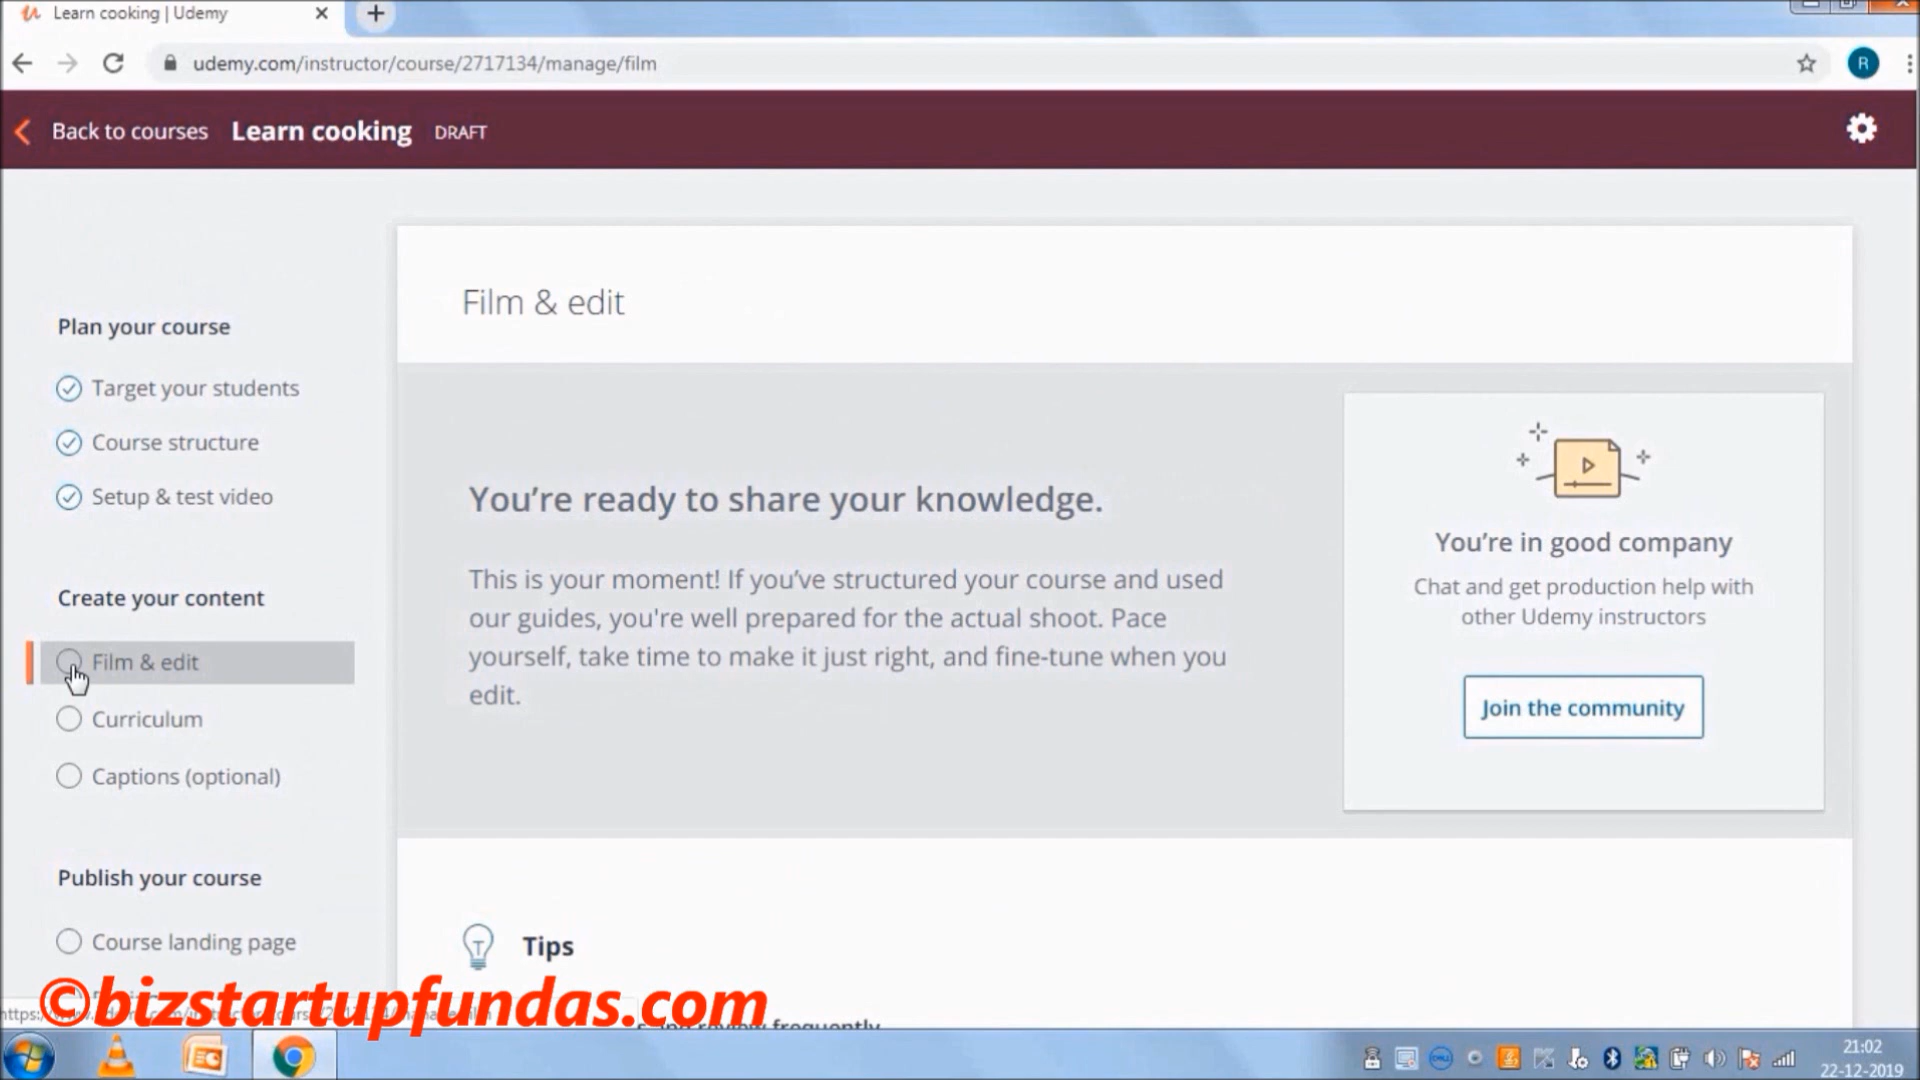 Learn cooking | Udemy
udemy.com/instructor/course/2717134/manage/film
R
Back to courses Learn cooking DRAFT
Plan your course
Target your students
Course structure
Setup & test video
Create your content
Film & edit
Curriculum
Captions (optional)
Publish your course
Course landing page
Film & edit
You're ready to share your knowledge.
This is your moment! If you've structured your course and used
our guides, you're well prepared for the actual shoot. Pace
yourself, take time to make it just right, and fine-tune when you
edit.
You're in good company
Chat and get production help with
other Udemy instructors
Join the community
Tips
and review frequently
©bizstartupfundas.com
21:02
22-12-2019